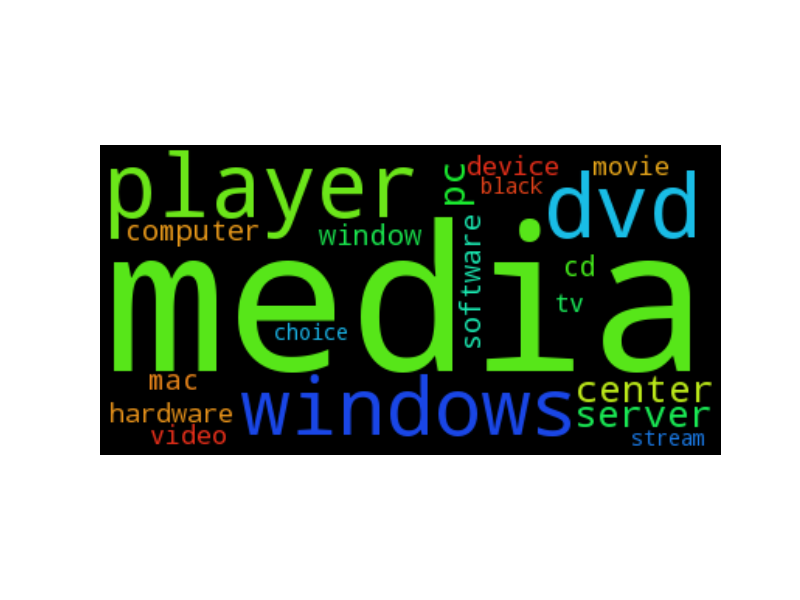 player
pc
device
movie
black
dvd
computer
window
software
media
cd
tv
choice
mac
windows
center
hardware
server
video
stream